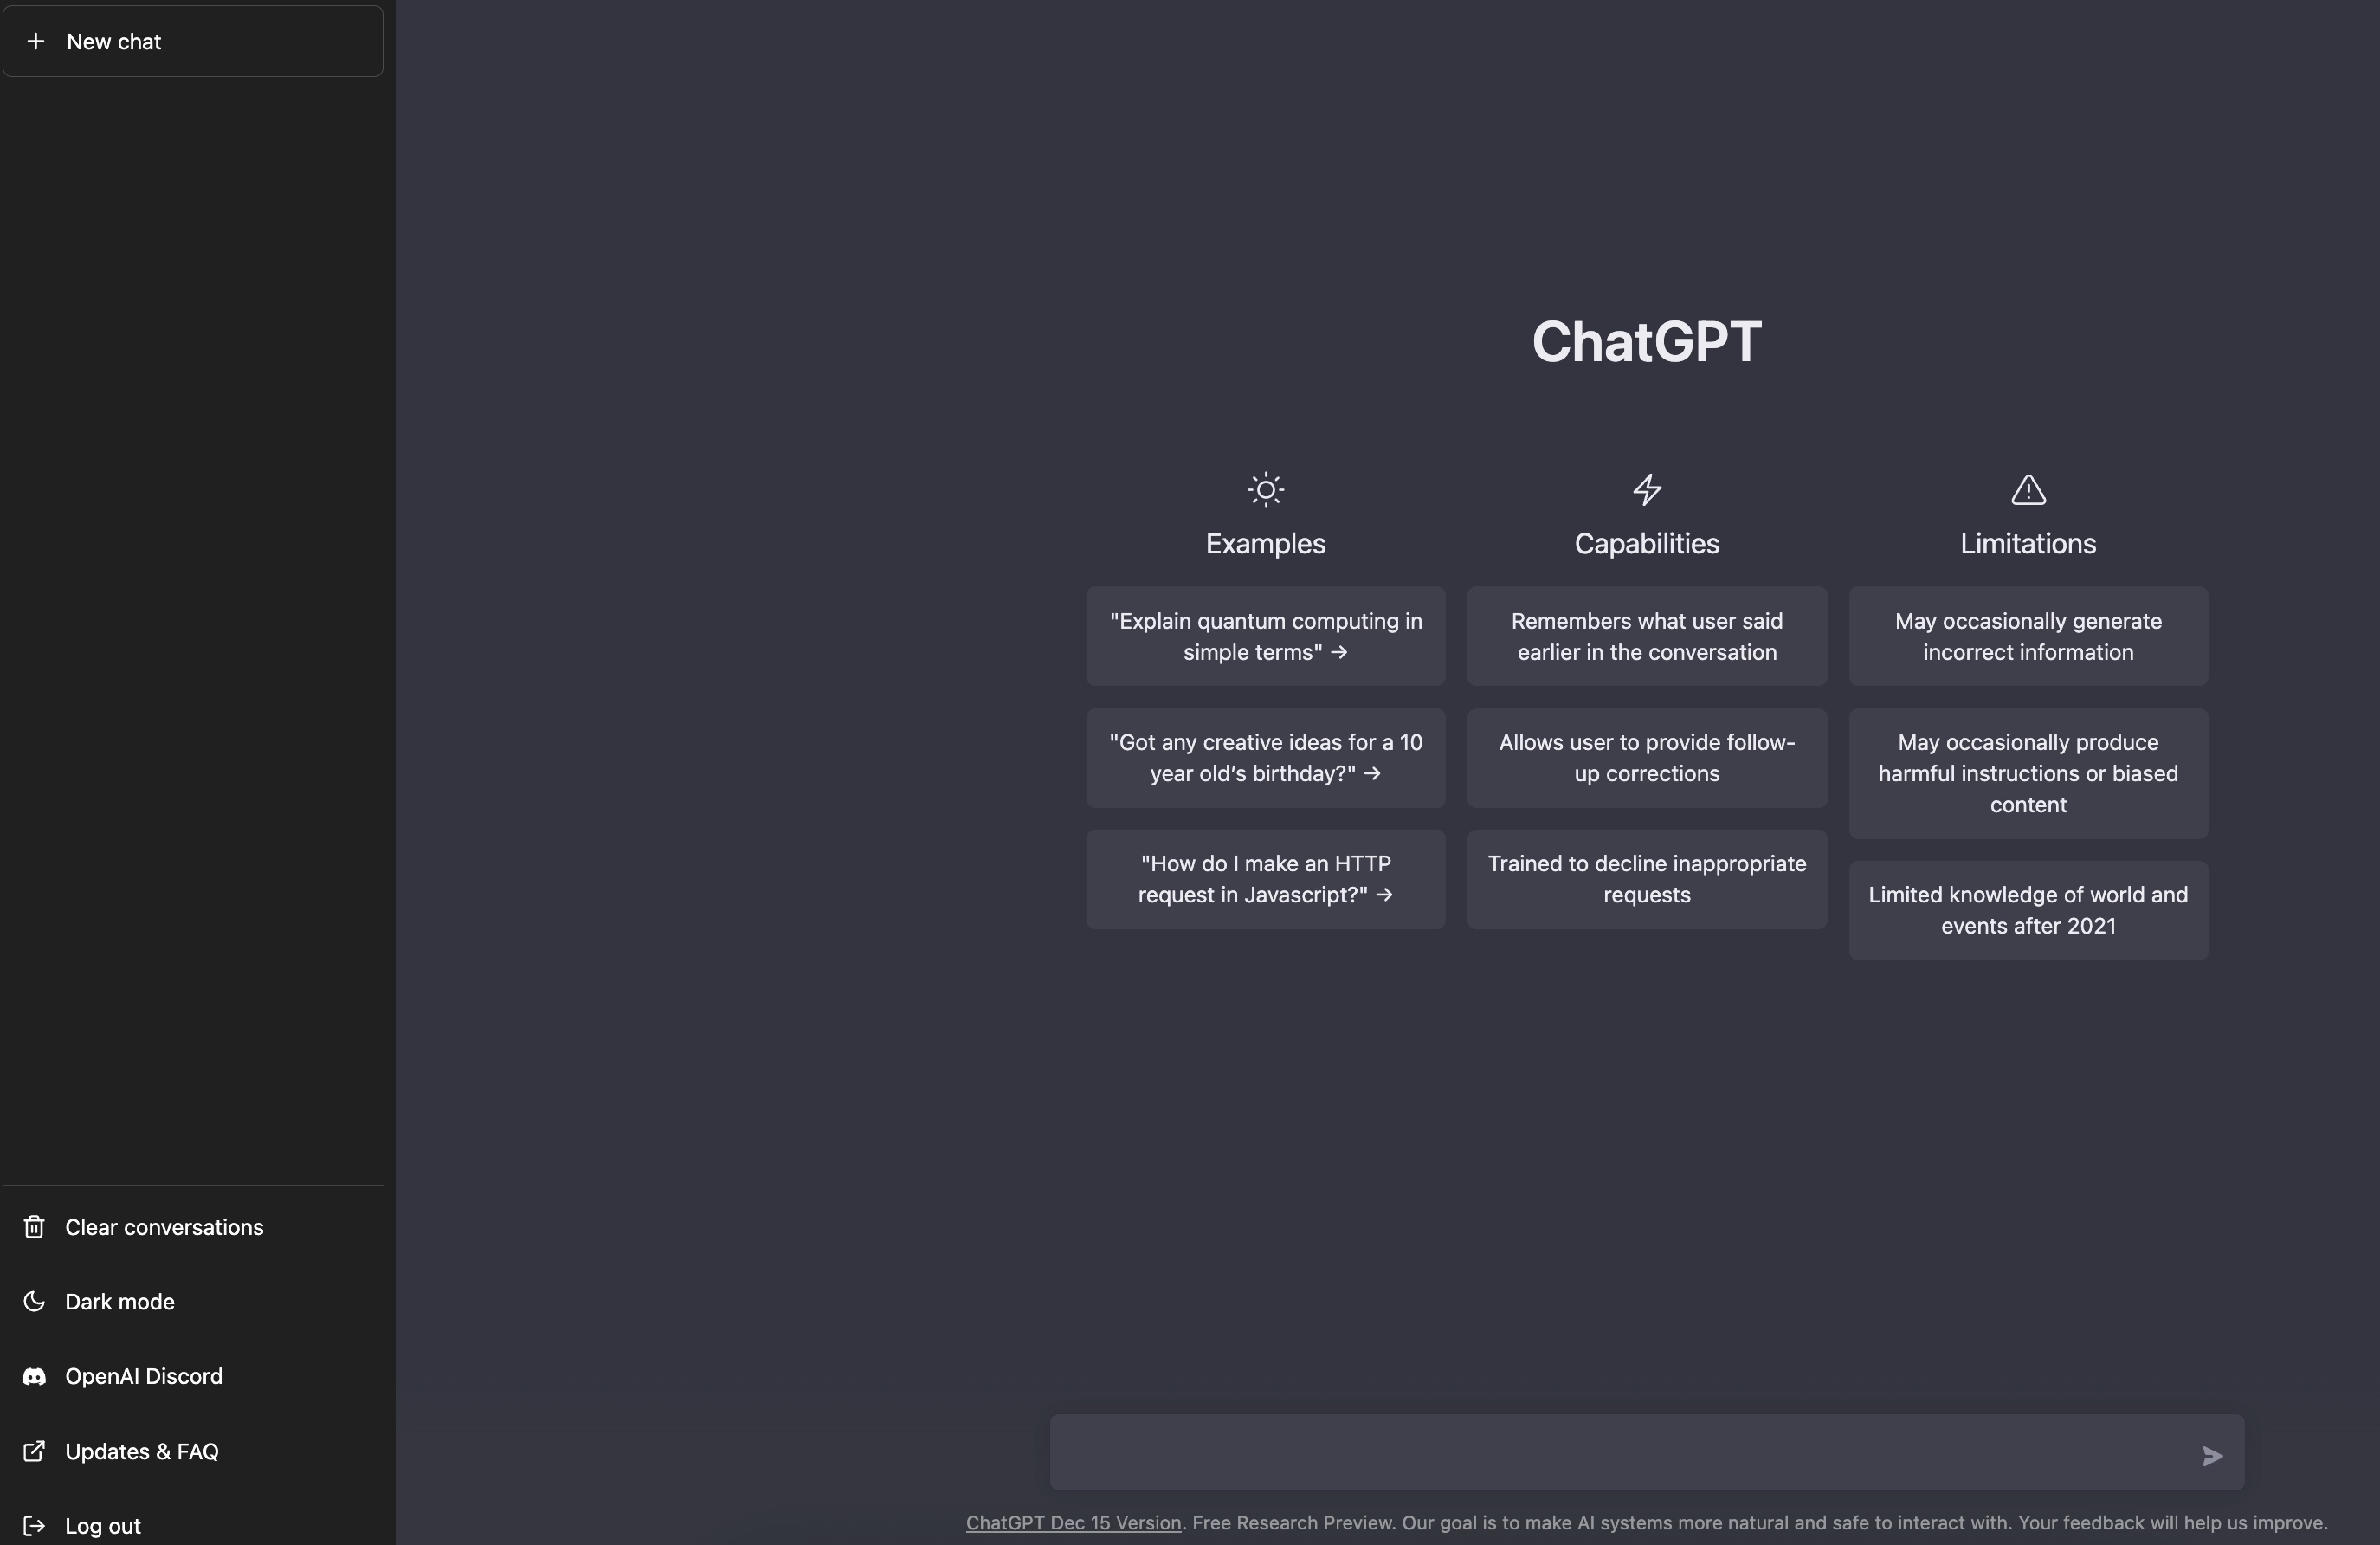 New chat
ChatGPT
Examples
"Explain quantum computing in
simple terms" →
"Got any creative ideas for a 10
year old’s birthday?" →
"How do I make an HTTP
request in Javascript?" →
Capabilities
Remembers what user said
earlier in the conversation
Allows user to provide follow-
up corrections
Trained to decline inappropriate
requests
Limitations
May occasionally generate
incorrect information
May occasionally produce
harmful instructions or biased
content
Limited knowledge of world and
events after 2021
Clear conversations
Dark mode
OpenAI Discord
Updates & FAQ
Log out
ChatGPT Dec 15 Version. Free Research Preview. Our goal is to make AI systems more natural and safe to interact with. Your feedback will help us improve.